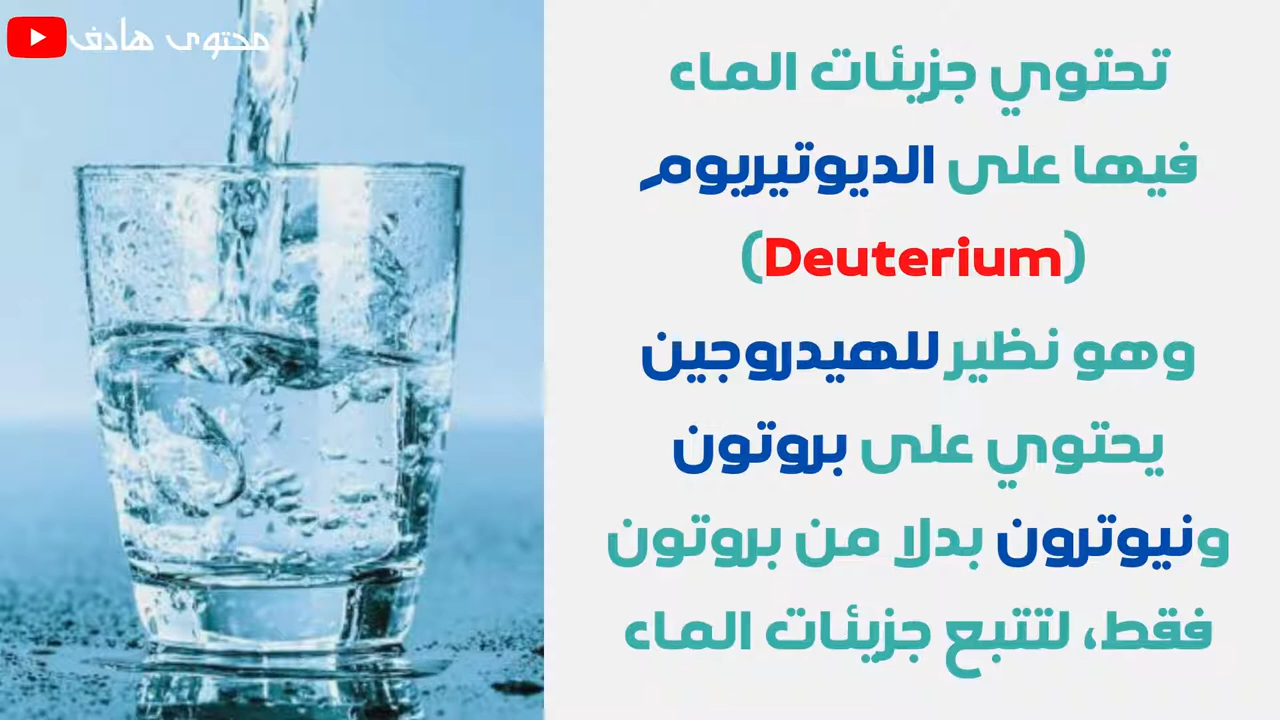 محتوى هادف
تحتوي جزيئات الماء
فيها على الديوتيريوم
(Deuterium)
وهو نظير للهيدروجين
يحتوي على بروتون
ونيوترون بدلا من بروتون
فقط، لتتبع جزيئات الماء